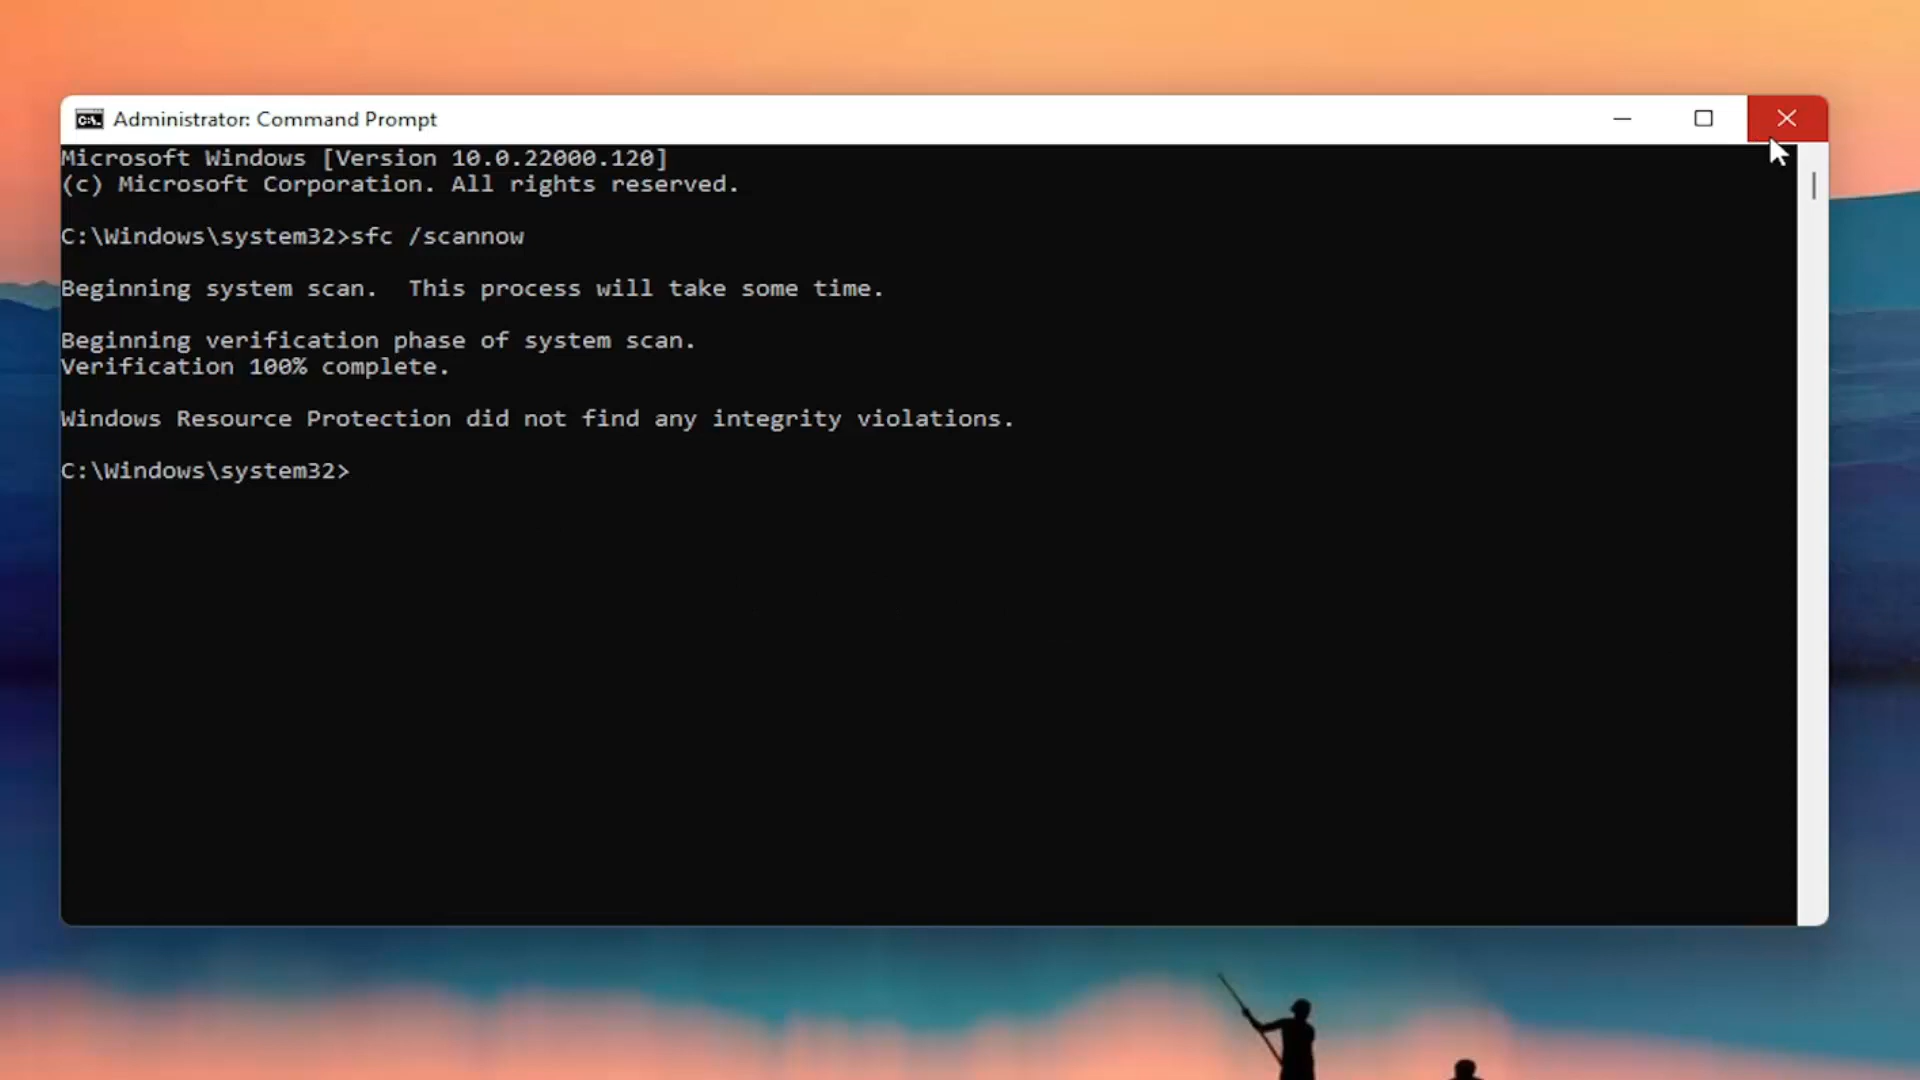 Administrator: Command Prompt
Microsoft Windows [Version 10.0.22000.120]
(c) Microsoft Corporation. All rights reserved.
C:\Windows\system32>sfc /scannow
Beginning system scan.  This process will take some time.
Beginning verification phase of system scan.
Verification 100% complete.
Windows Resource Protection did not find any integrity violations.
C:\Windows\system32>